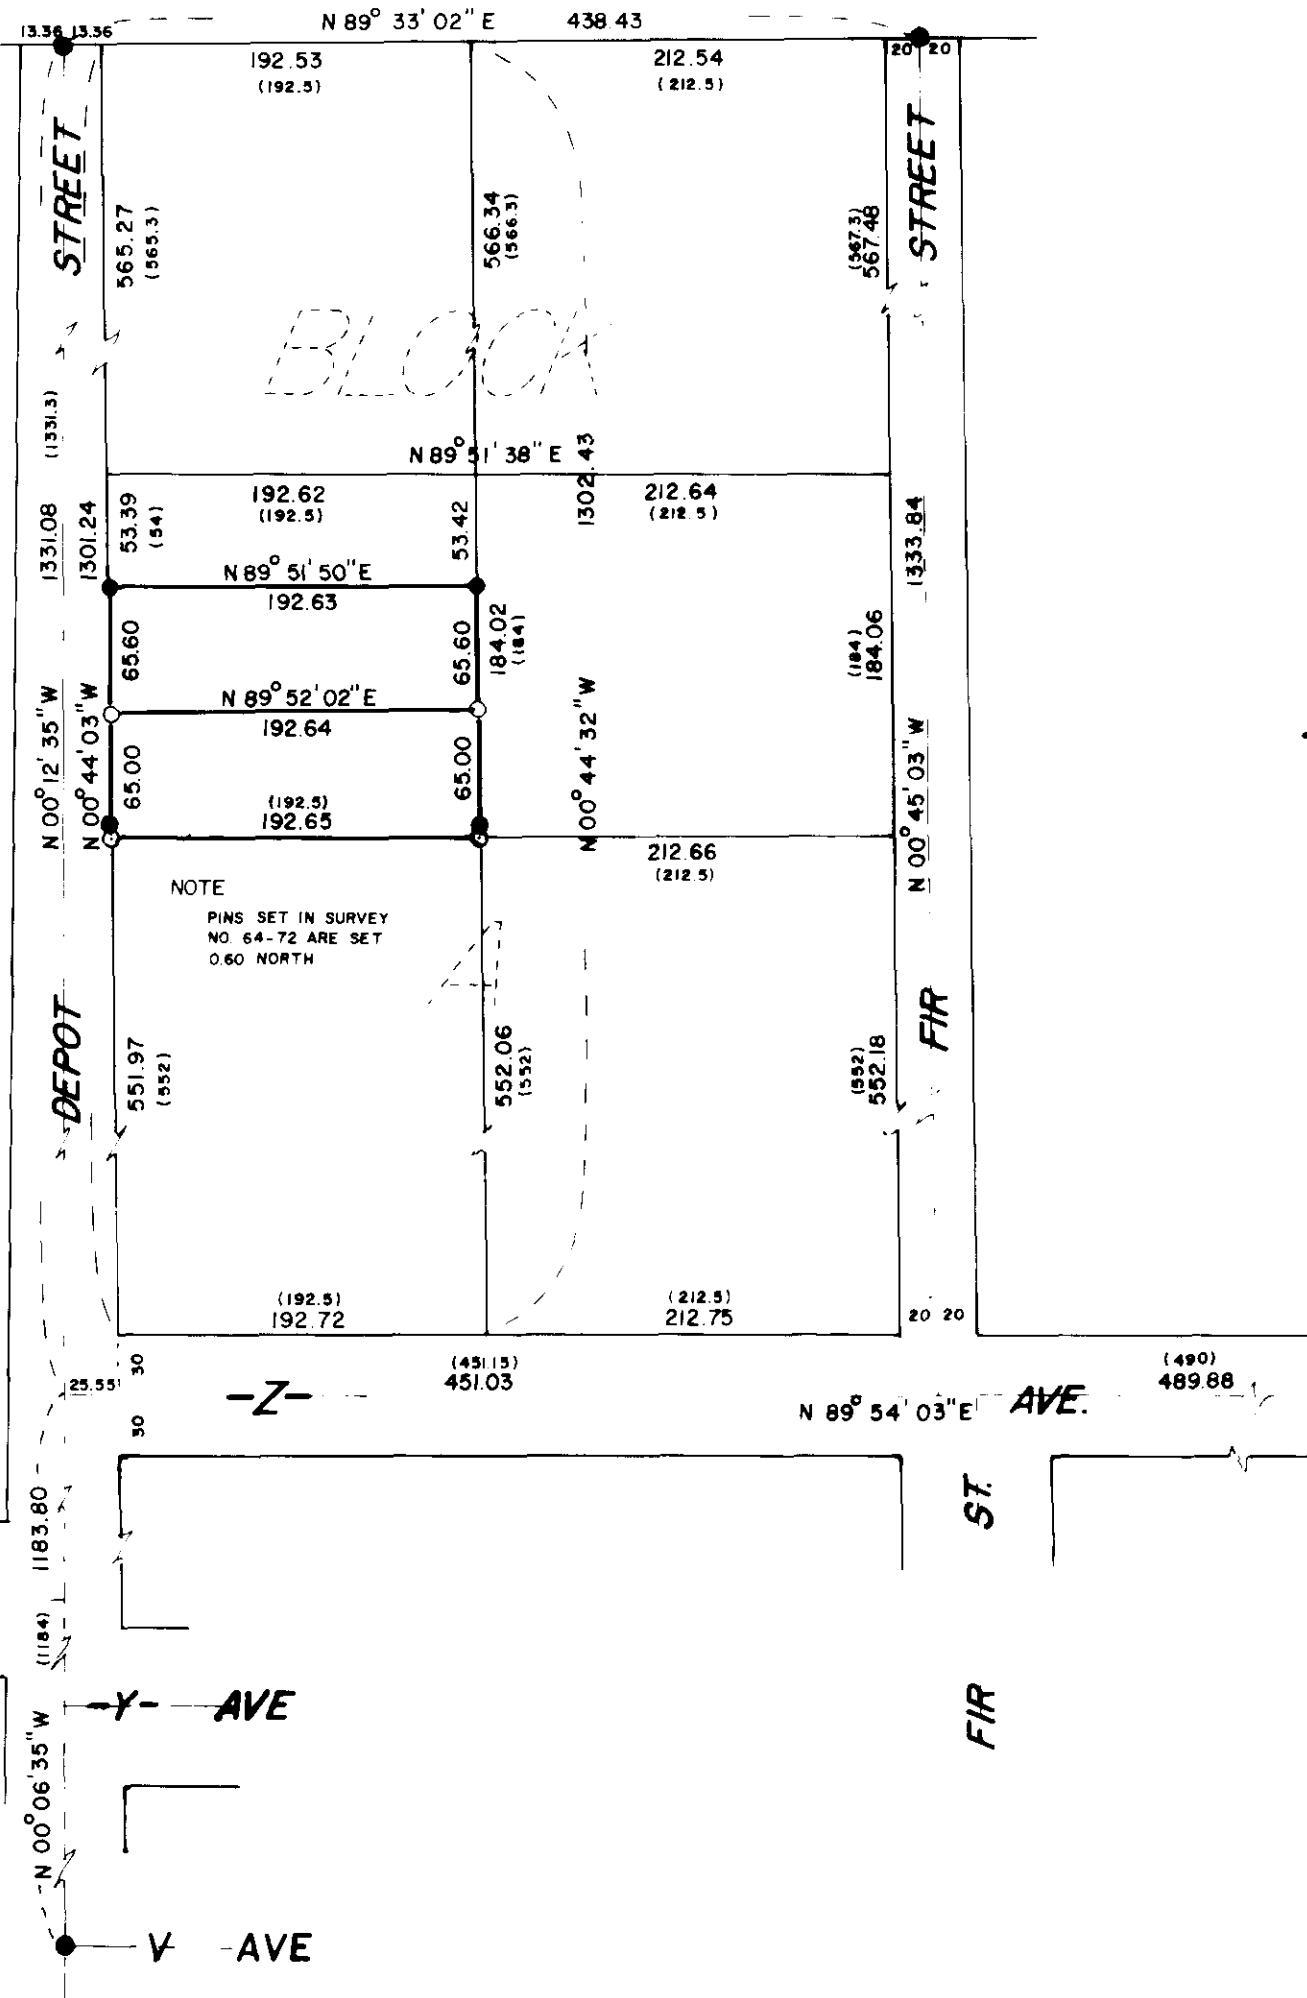 N 89° 33' 02" E 438.43
13.36 13.36
192.53
(192.5)
212.54
(212.5)
20 20
STREET
565.27
(565.3)
566.34
(566.3)
(567.3)
567.48
STREET
BLOCK
(1331.3)
N 89° 51' 38" E
192.62
(192.5)
212.64
(212.5)
1331.08
1301.24
53.39
(54)
53.42
1302.43
1333.84
N 89° 51' 50" E
192.63
65.60
65.60
184.02
(184)
(184)
184.06
N 89° 52' 02" E
192.64
N 00° 12' 35" W
N 00° 44' 03" W
65.00
65.00
N 00° 44' 32" W
N 00° 45' 03" W
(192.5)
192.65
212.66
(212.5)
NOTE
PINS SET IN SURVEY
NO. 64-72 ARE SET
0.60 NORTH
A
DEPOT
FIR
551.97
(552)
552.06
(552)
(552)
552.18
(192.5)
192.72
(212.5)
212.75
20 20
25.55
30
30
(451.15)
451.03
(490)
489.88
-Z-
N 89° 54' 03" E
AVE.
1183.80
(1184)
ST.
FIR
-Y- AVE
N 00° 06' 35" W
V -AVE